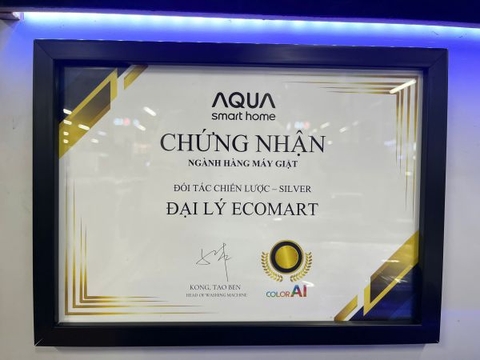 AQUA
smart home
CHỨNG NHẬN
NGÀNH HÀNG MÁY GIẶT
ĐỐI TÁC CHIẾN LƯỢC – SILVER
ĐẠI LÝ ECOMART
KONG, TAO BEN
HEAD OF WASHING MACHINE
COLOR AI